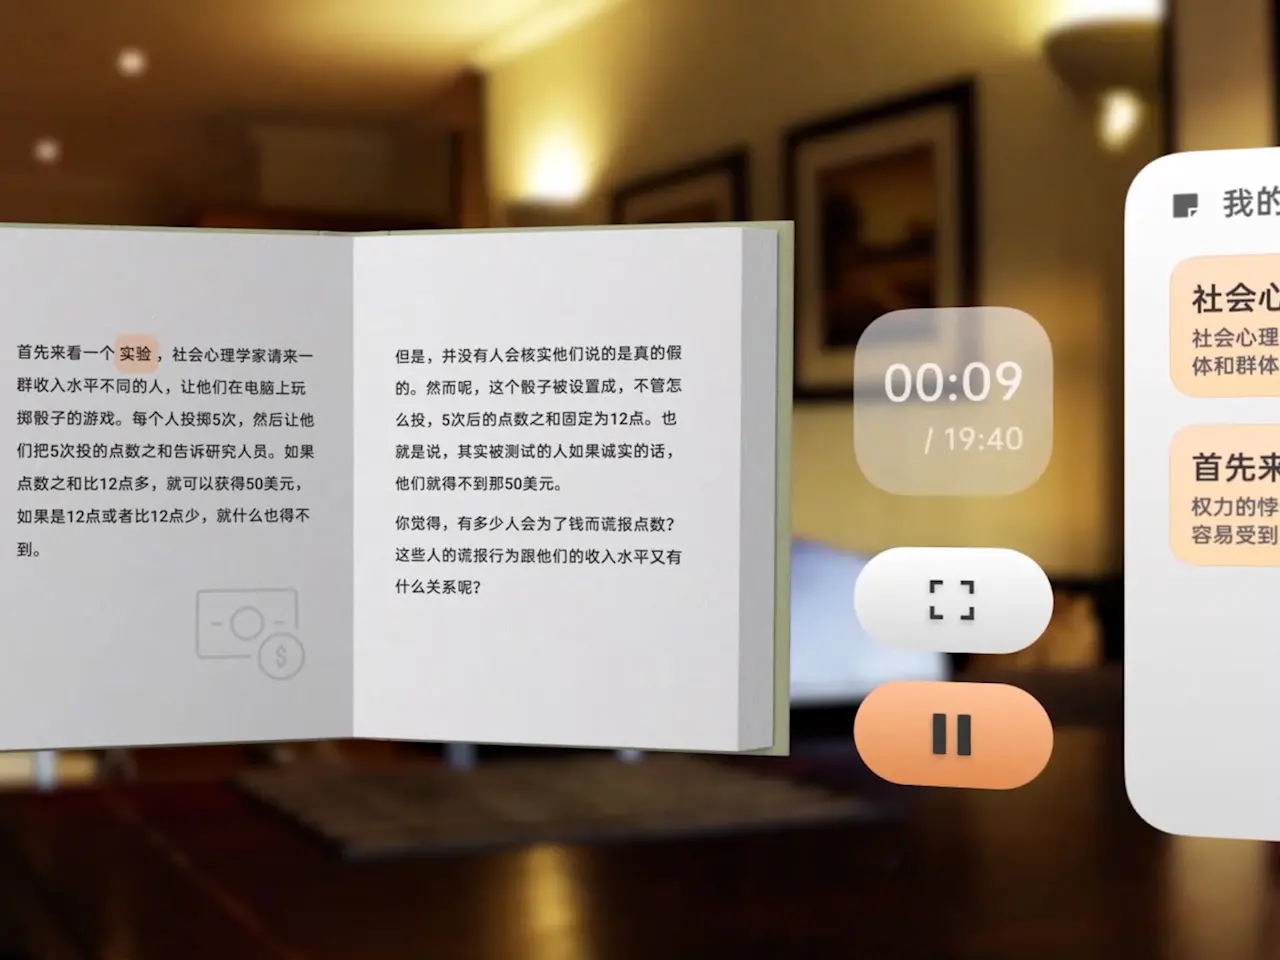 首先来看一个 实验 ，社会心理学家请来一
群收入水平不同的人，让他们在电脑上玩
掷骰子的游戏。每个人投掷5次，然后让他
们把5次投的点数之和告诉研究人员。如果
点数之和比12点多，就可以获得50美元，
如果是12点或者比12点少，就什么也得不
到。
$
但是，并没有人会核实他们说的是真的假
的。然而呢，这个骰子被设置成，不管怎
么投，5次后的点数之和固定为12点。也
就是说，其实被测试的人如果诚实的话，
他们就得不到那50美元。
你觉得，有多少人会为了钱而谎报点数？
这些人的谎报行为跟他们的收入水平又有
什么关系呢？
00:09
/ 19:40
我的
社会心
社会心理
体和群体
首先来
权力的悖
容易受到